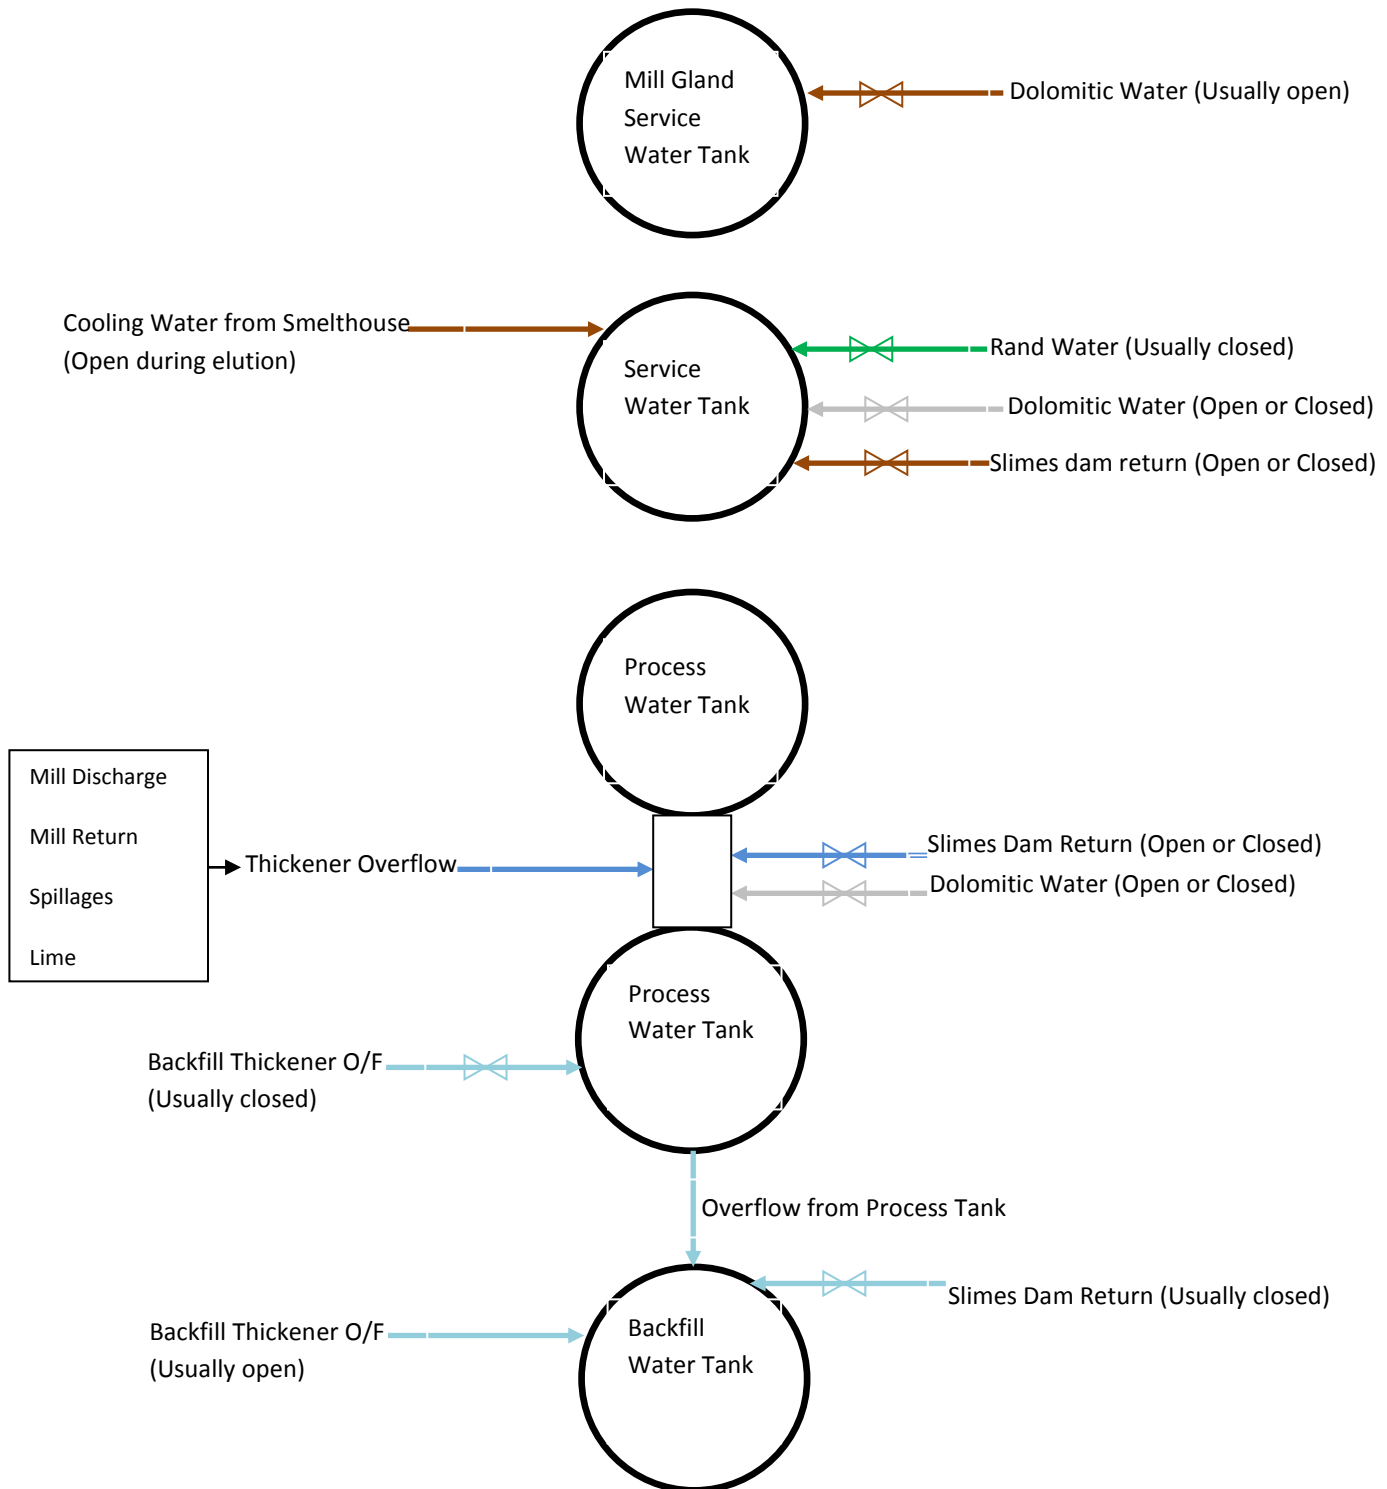 Mill Gland
Service
Water Tank
Dolomitic Water (Usually open)
Cooling Water from Smelthouse
(Open during elution)
Service
Water Tank
Rand Water (Usually closed)
Dolomitic Water (Open or Closed)
Slimes dam return (Open or Closed)
Process
Water Tank
Mill Discharge
Mill Return
Spillages
Lime
Thickener Overflow
Slimes Dam Return (Open or Closed)
Dolomitic Water (Open or Closed)
Process
Water Tank
Backfill Thickener O/F
(Usually closed)
Overflow from Process Tank
Slimes Dam Return (Usually closed)
Backfill Thickener O/F
(Usually open)
Backfill
Water Tank